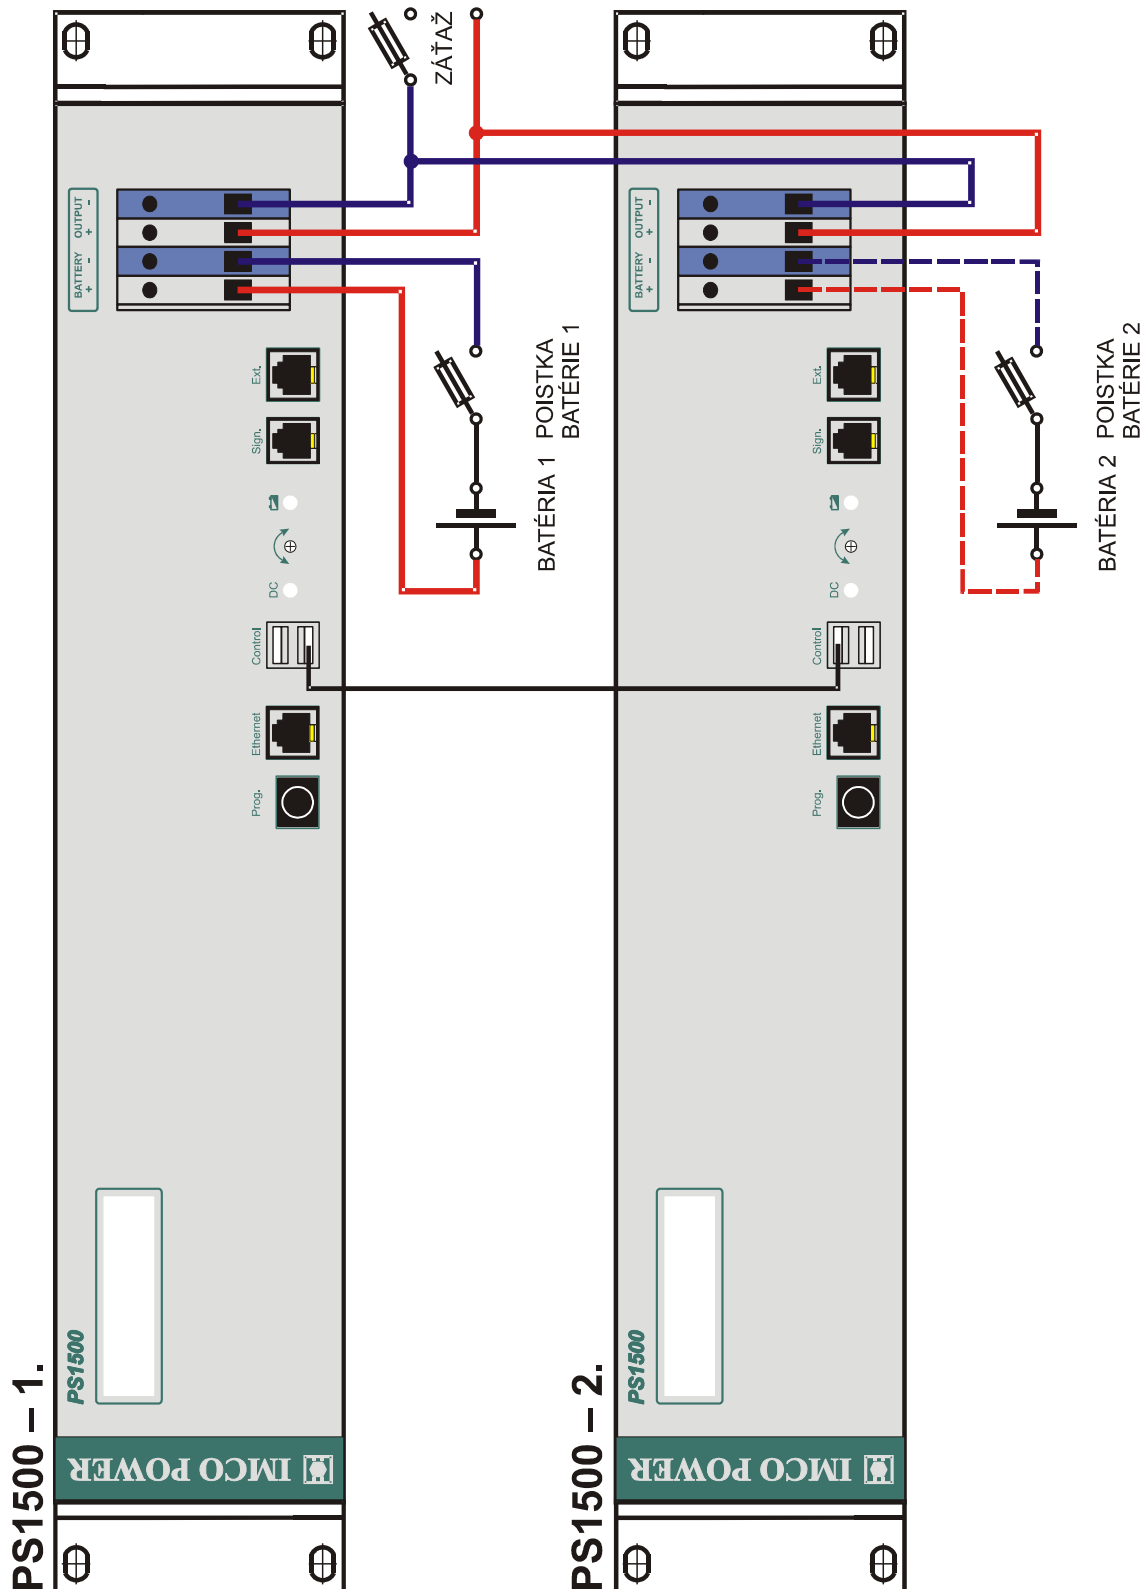 PS1500 – 1.
IMCO POWER
PS1500
Prog.
Ethernet
Control
DC
Sign.
Ext.
BATTERY OUTPUT
+ - + -
ZÁŤAŽ
BATÉRIA 1
POISTKA
BATÉRIE 1
PS1500 – 2.
IMCO POWER
PS1500
Prog.
Ethernet
Control
DC
Sign.
Ext.
BATTERY OUTPUT
+ - + -
BATÉRIA 2
POISTKA
BATÉRIE 2